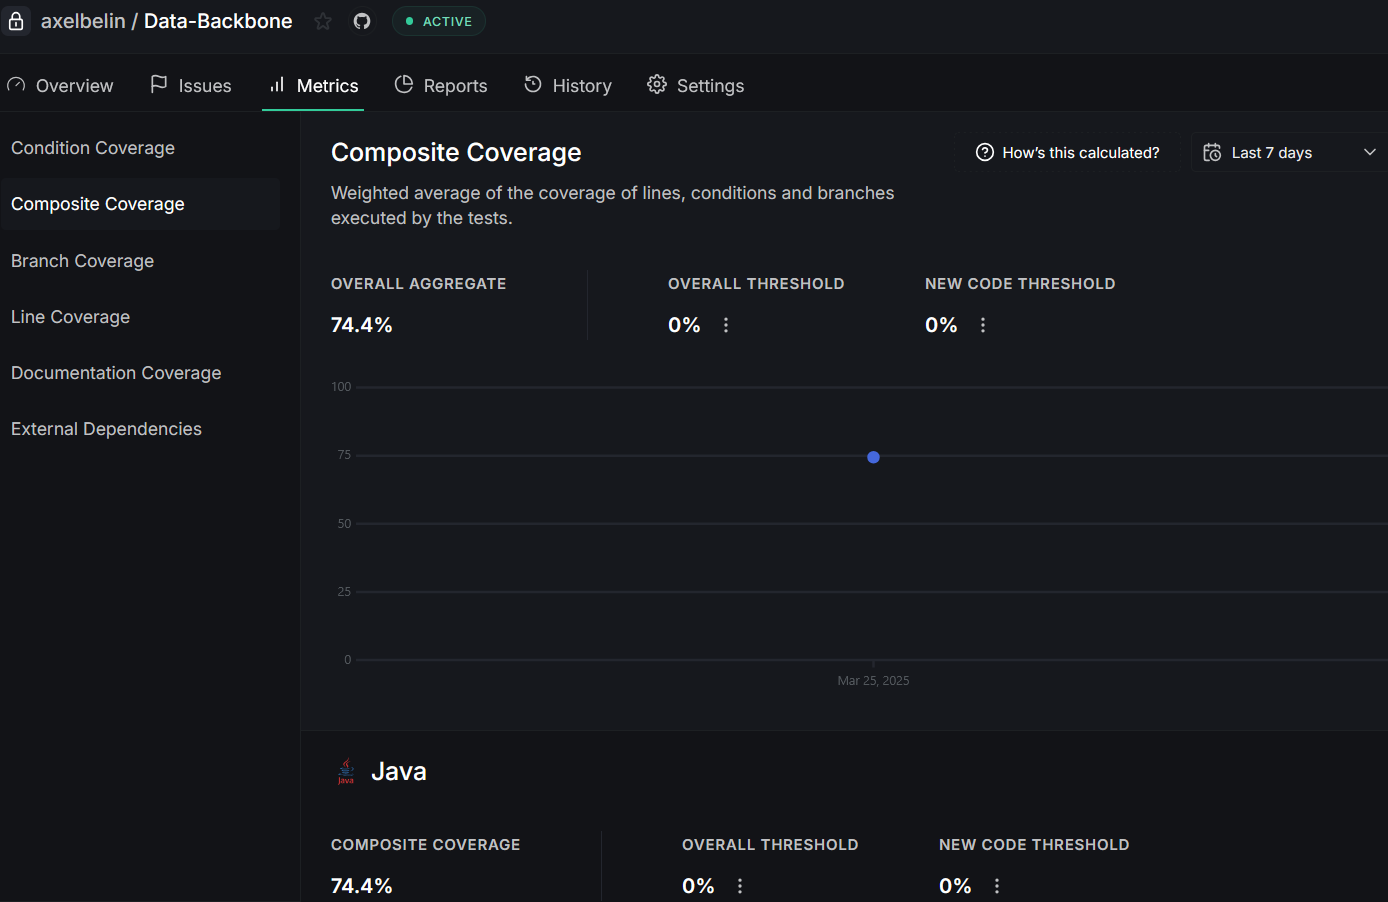 axelbelin / Data-Backbone ACTIVE
Overview Issues Metrics Reports History Settings
Condition Coverage
Composite Coverage
Branch Coverage
Line Coverage
Documentation Coverage
External Dependencies
Composite Coverage
How's this calculated?
Last 7 days
Weighted average of the coverage of lines, conditions and branches
executed by the tests.
OVERALL AGGREGATE
74.4%
OVERALL THRESHOLD
0%
NEW CODE THRESHOLD
0%
100
75
50
25
0
Mar 25, 2025
Java
Java
COMPOSITE COVERAGE
74.4%
OVERALL THRESHOLD
0%
NEW CODE THRESHOLD
0%